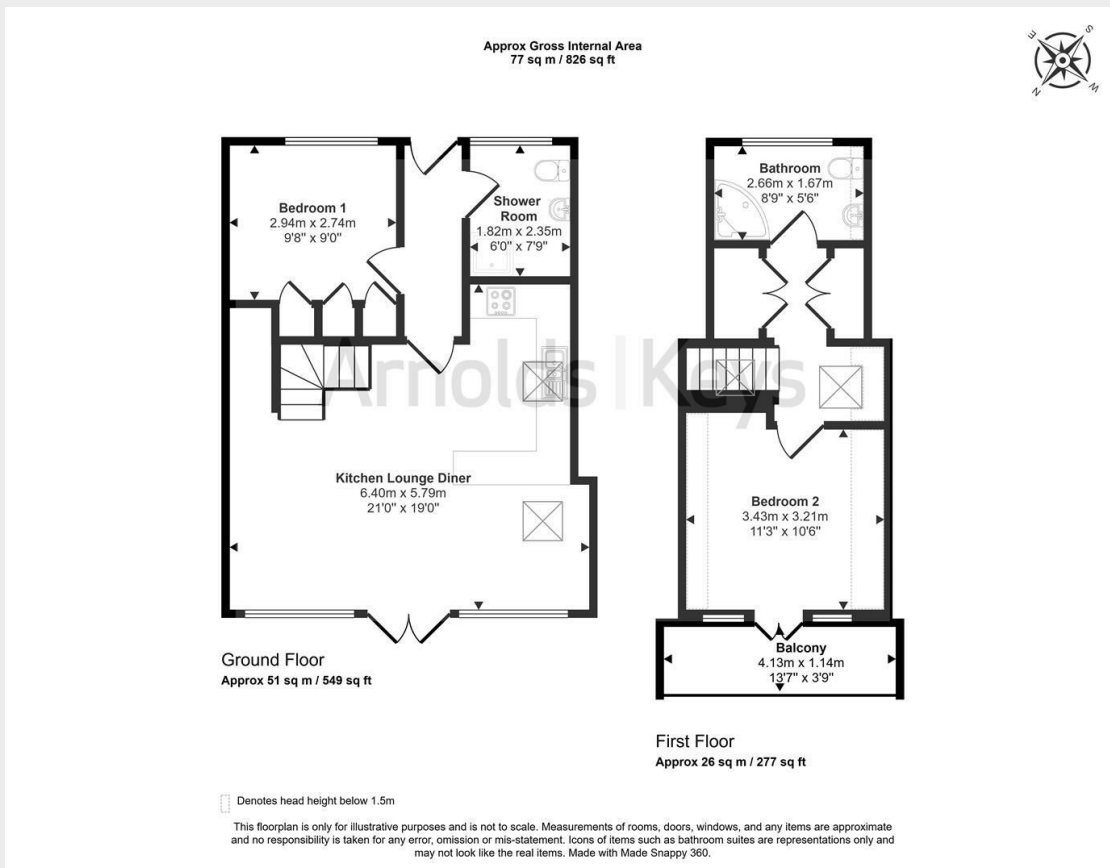 Approx Gross Internal Area
77 sq m / 826 sq ft
S
E
W
N
Bedroom 1
2.94m x 2.74m
9'8" x 9'0"
Shower
Room
1.82m x 2.35m
6'0" x 7'9"
Bathroom
2.66m x 1.67m
8'9" x 5'6"
Arnolds | Keys
Kitchen Lounge Diner
6.40m x 5.79m
21'0" x 19'0"
Bedroom 2
3.43m x 3.21m
11'3" x 10'6"
Balcony
4.13m x 1.14m
13'7" x 3'9"
Ground Floor
Approx 51 sq m / 549 sq ft
First Floor
Approx 26 sq m / 277 sq ft
Denotes head height below 1.5m
This floorplan is only for illustrative purposes and is not to scale. Measurements of rooms, doors, windows, and any items are approximate
and no responsibility is taken for any error, omission or mis-statement. Icons of items such as bathroom suites are representations only and
may not look like the real items. Made with Made Snappy 360.